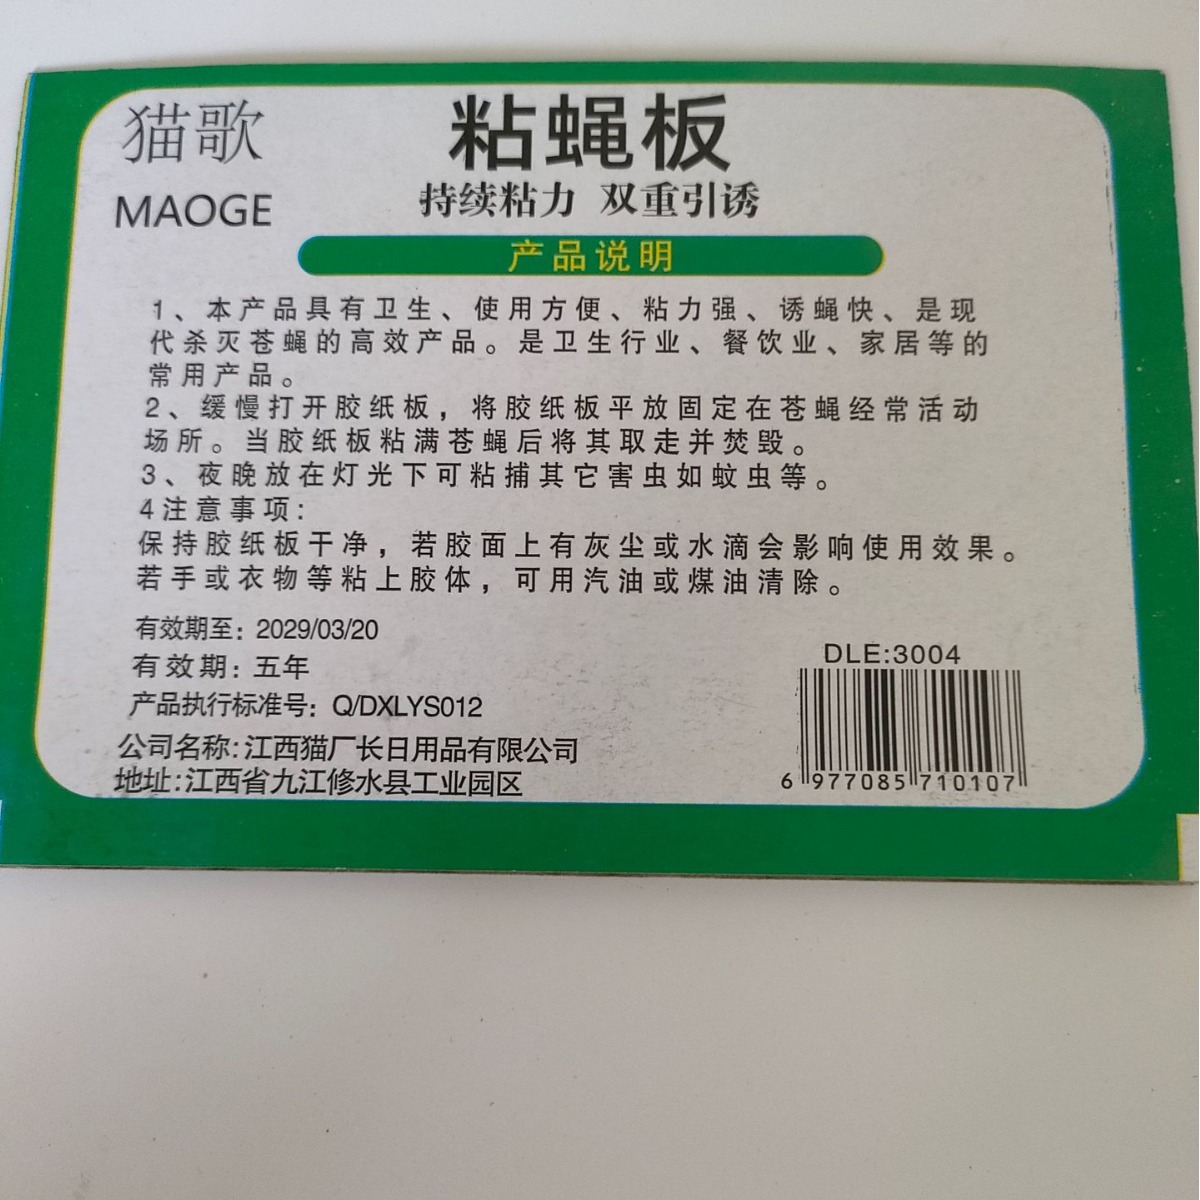 猫歌
MAOGE
粘蝇板
持续粘力 双重引诱
产品说明
1、本产品具有卫生、使用方便、粘力强、诱蝇快、是现
代杀灭苍蝇的高效产品。是卫生行业、餐饮业、家居等的
常用产品。
2、缓慢打开胶纸板，将胶纸板平放固定在苍蝇经常活动
场所。当胶纸板粘满苍蝇后将其取走并焚毁。
3、夜晚放在灯光下可粘捕其它害虫如蚊虫等。
4注意事项：
保持胶纸板干净，若胶面上有灰尘或水滴会影响使用效果。
若手或衣物等粘上胶体，可用汽油或煤油清除。
有效期至：2029/03/20
有效期：五年
产品执行标准号：Q/DXLYS012
公司名称：江西猫厂长日用品有限公司
地址：江西省九江修水县工业园区
DLE:3004
6 977085 710107